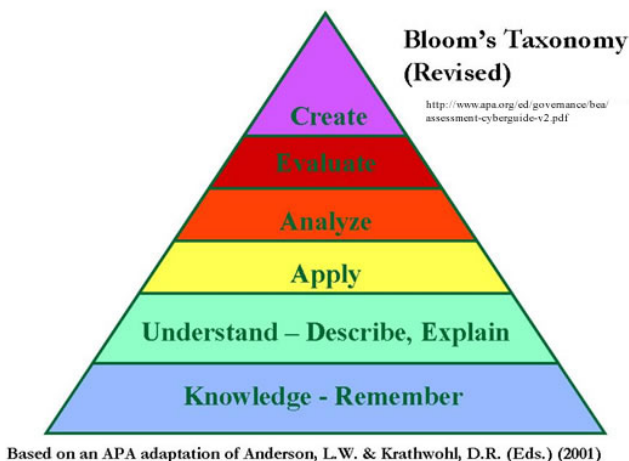 Bloom's Taxonomy
(Revised)
http://www.apa.org/ed/governance/bea/
assessment-cyberguide-v2.pdf
Create
Evaluate
Analyze
Apply
Understand – Describe, Explain
Knowledge - Remember
Based on an APA adaptation of Anderson, L.W. & Krathwohl, D.R. (Eds.) (2001)